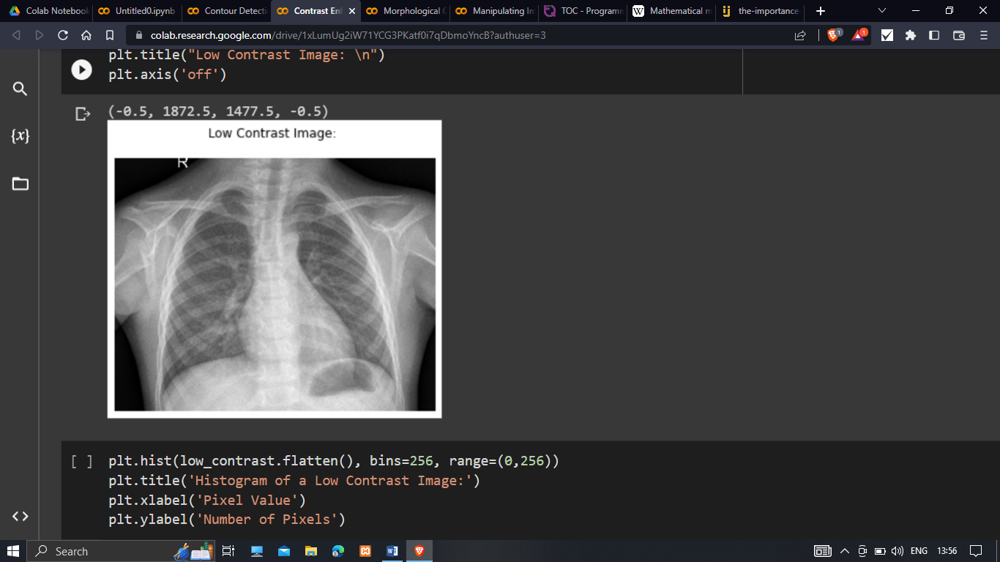 Colab Notebook
Untitled0.ipynb
Contour Detecti
Contrast En
Morphological
Manipulating Im
TOC - Programm
Mathematical m
the-importance
colab.research.google.com/drive/1xLumUg2iW71YCG3PKatf0i7qDbmoYncB?authuser=3
1
1
plt.title("Low Contrast Image: \n")
plt.axis('off')
(-0.5, 1872.5, 1477.5, -0.5)
Low Contrast Image:
R
{x}
[ ] plt.hist(low_contrast.flatten(), bins=256, range=(0,256))
plt.title('Histogram of a Low Contrast Image:')
plt.xlabel('Pixel Value')
plt.ylabel('Number of Pixels')
<>
Search
ENG
13:56